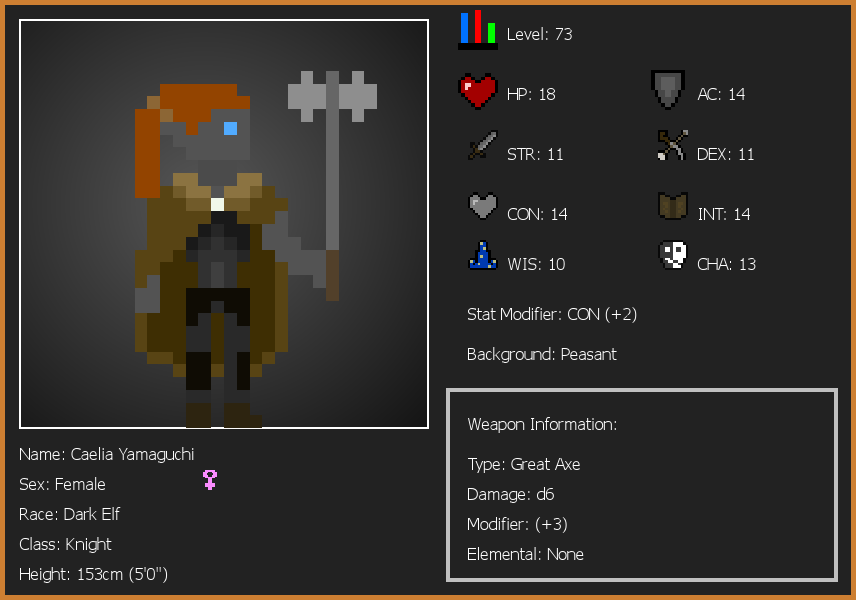 Level: 73
HP: 18
AC: 14
STR: 11
DEX: 11
CON: 14
INT: 14
WIS: 10
CHA: 13
Stat Modifier: CON (+2)
Background: Peasant
Weapon Information:
Type: Great Axe
Damage: d6
Modifier: (+3)
Elemental: None
Name: Caelia Yamaguchi
Sex: Female
Race: Dark Elf
Class: Knight
Height: 153cm (5'0")